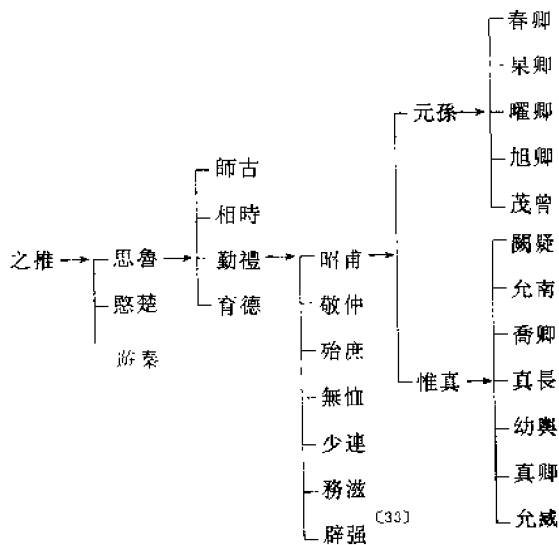 之推
思魯
愍楚
游秦
師古
相時
勤禮
育德
昭甫
敬仲
殆庶
無恤
少連
務滋
辟强
〔33〕
元孫
惟真
春卿
杲卿
曜卿
旭卿
茂曾
闕疑
允南
喬卿
真長
幼輿
真卿
允臧